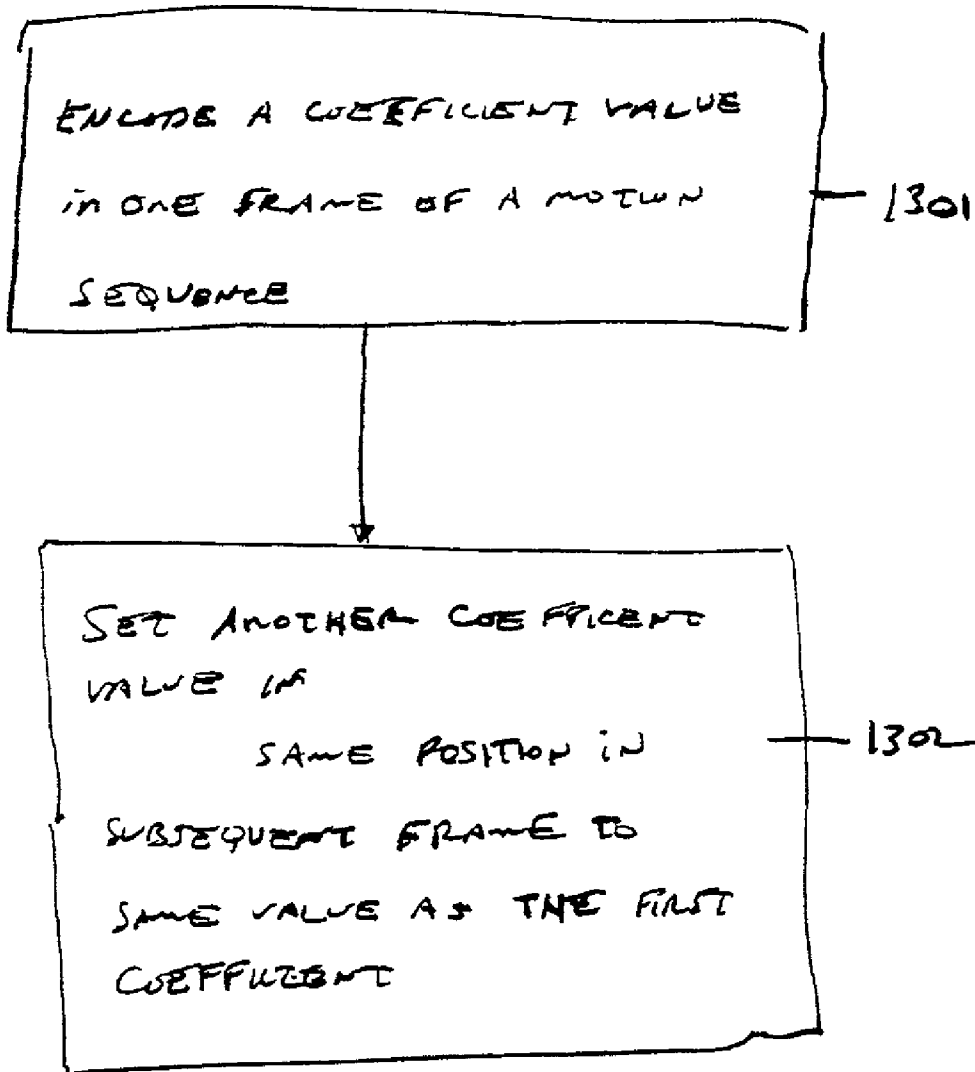 ENCODE A COEFFICIENT VALUE
in ONE FRAME OF A MOTION
SEQUENCE
1301
SET ANOTHER COEFFICENT
VALUE IN
SAME POSITION IN
SUBSEQUENT FRAME TO
SAME VALUE AS THE FIRST
COEFFICIENT
1302